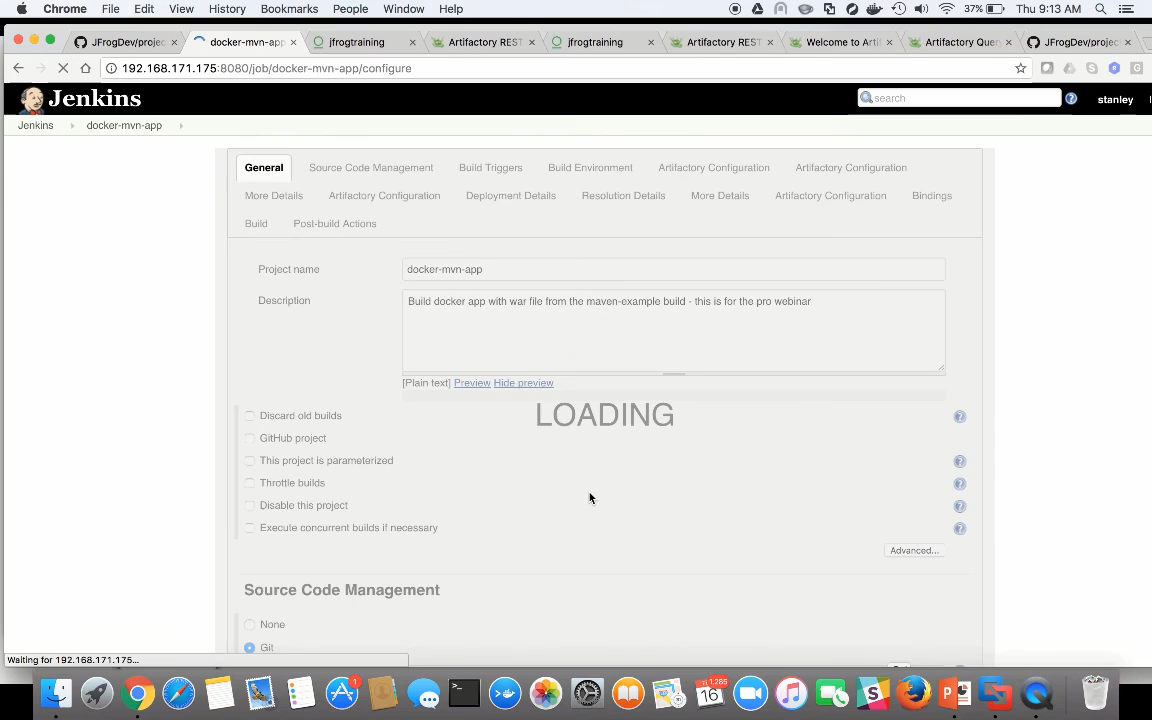 Chrome File Edit View History Bookmarks People Window Help 37% Thu 9:13 AM
JFrogDev/projec docker-mvn-app jfrogtraining Artifactory REST jfrogtraining Artifactory REST Welcome to Artif Artifactory Quer JFrogDev/projec
192.168.171.175:8080/job/docker-mvn-app/configure
Jenkins search stanley
Jenkins docker-mvn-app
General Source Code Management Build Triggers Build Environment Artifactory Configuration Artifactory Configuration
More Details Artifactory Configuration Deployment Details Resolution Details More Details Artifactory Configuration Bindings
Build Post-build Actions
Project name docker-mvn-app
Description Build docker app with war file from the maven-example build - this is for the pro webinar
[Plain text] Preview Hide preview
LOADING
Discard old builds
GitHub project
This project is parameterized
Throttle builds
Disable this project
Execute concurrent builds if necessary
Advanced...
Source Code Management
None
Git
Waiting for 192.168.171.175...
1
1,285
16